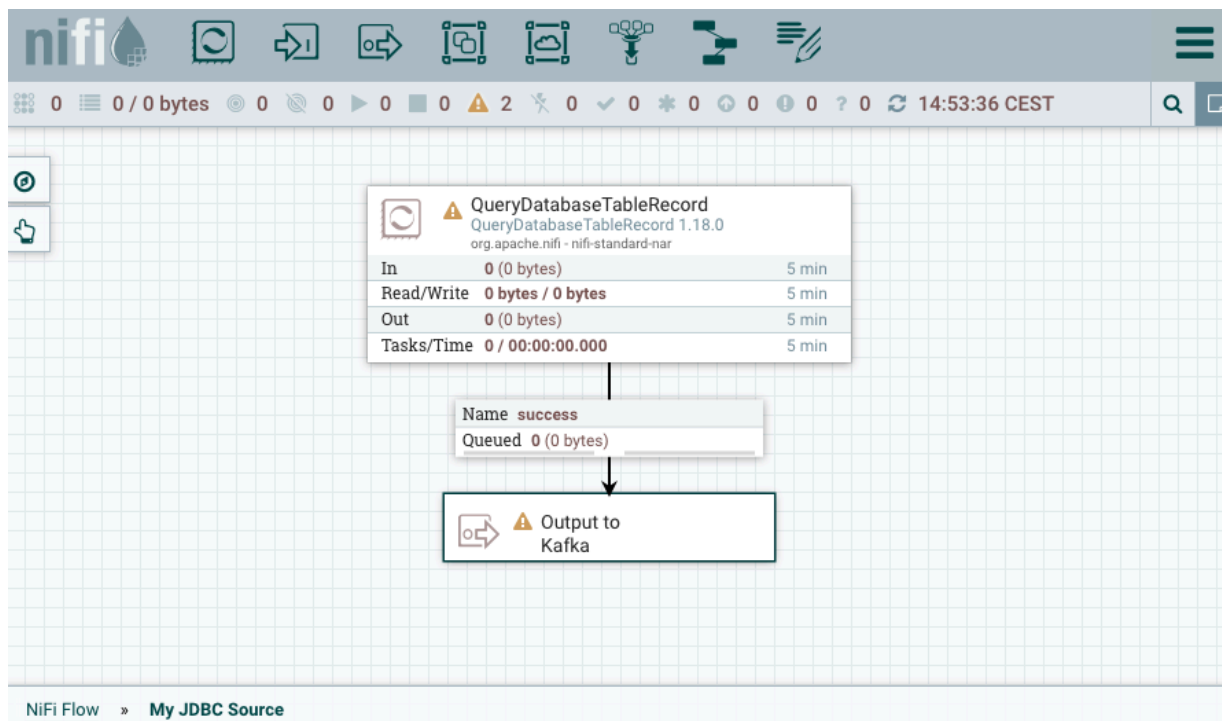 nifi
0 0 / 0 bytes 0 0 0 0 2 0 0 0 0 0 ? 0 14:53:36 CEST
QueryDatabaseTableRecord
QueryDatabaseTableRecord 1.18.0
org.apache.nifi - nifi-standard-nar
In 0 (0 bytes) 5 min
Read/Write 0 bytes / 0 bytes 5 min
Out 0 (0 bytes) 5 min
Tasks/Time 0 / 00:00:00.000 5 min
Name success
Queued 0 (0 bytes)
Output to
Kafka
NiFi Flow » My JDBC Source